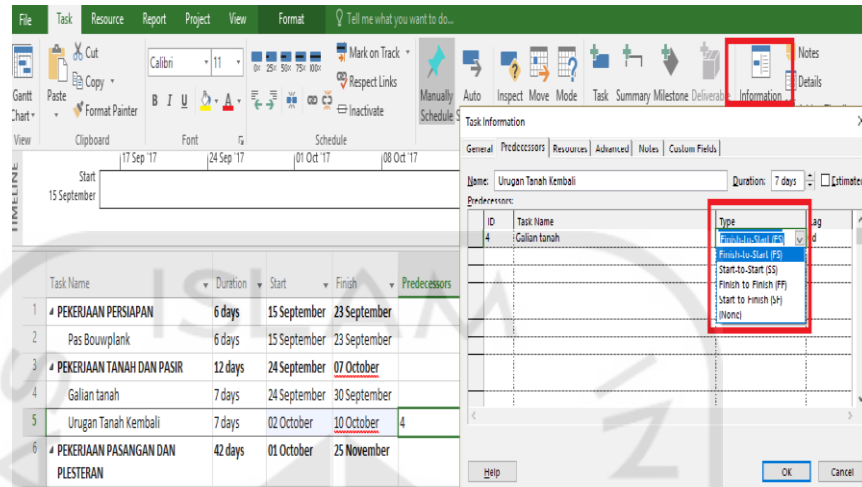 File Task Resource Report Project View Format Tell me what you want to do...
Cut
Copy
Format Painter
Paste
Gantt
Chart
Calibri 11
B I U A
0× 25× 50× 75× 100×
Mark on Track
Respect Links
Inactivate
Manually
Schedule
Auto
Inspect Move Mode Task Summary Milestone Deliverable Information
Notes
Details
View Clipboard Font Schedule
TIMELINE
Start
15 September
17 Sep '17 24 Sep '17 01 Oct '17 08 Oct '17
Task Information
General Predecessors Resources Advanced Notes Custom Fields
Name: Urugan Tanah Kembali Duration: 7 days Estimate
Predecessors:
ID Task Name Type Lag
4 Galian tanah Finish-to-Start (FS) d
Finish-to-Start (FS)
Start-to-Start (SS)
Finish to Finish (FF)
Start to Finish (SF)
(None)
Help OK Cancel
Task Name Duration Start Finish Predecessors
1 PEKERJAAN PERSIAPAN 6 days 15 September 23 September
2 Pas Bouwplank 6 days 15 September 23 September
3 PEKERJAAN TANAH DAN PASIR 12 days 24 September 07 October
4 Galian tanah 7 days 24 September 30 September
5 Urugan Tanah Kembali 7 days 02 October 10 October 4
6 PEKERJAAN PASANGAN DAN 42 days 01 October 25 November
PLESTERAN
ISLAM